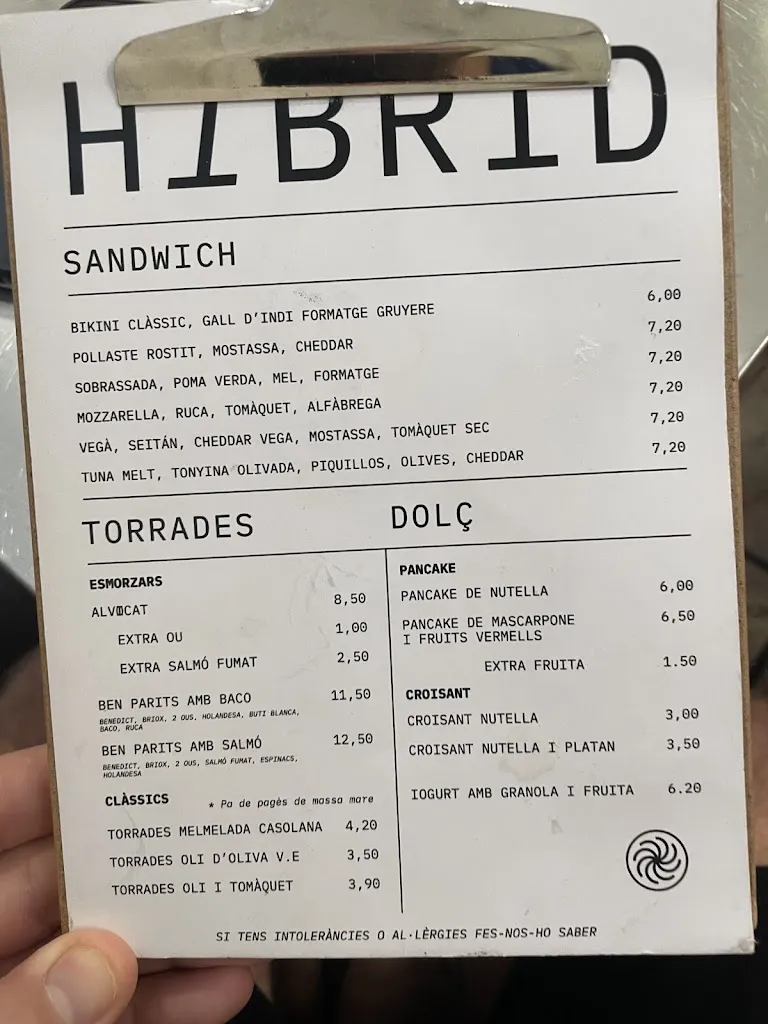 HIBRID
SANDWICH
BIKINI CLÀSSIC, GALL D'INDI FORMATGE GRUYERE 6,00
POLLASTE ROSTIT, MOSTASSA, CHEDDAR 7,20
SOBRASSADA, POMA VERDA, MEL, FORMATGE 7,20
MOZZARELLA, RUCA, TOMÀQUET, ALFÀBREGA 7,20
VEGÀ, SEITÁN, CHEDDAR VEGA, MOSTASSA, TOMÀQUET SEC 7,20
TUNA MELT, TONYINA OLIVADA, PIQUILLOS, OLIVES, CHEDDAR 7,20
TORRADES
ESMORZARS
ALVOCAT 8,50
EXTRA OU 1,00
EXTRA SALMÓ FUMAT 2,50
BEN PARITS AMB BACO 11,50
BENEDICT, BRIOX, 2 OUS, HOLANDESA, BUTI BLANCA,
BACO, RUCA
BEN PARITS AMB SALMÓ 12,50
BENEDICT, BRIOX, 2 OUS, SALMÓ FUMAT, ESPINACS,
HOLANDESA
CLÀSSICS * Pa de pagès de massa mare
TORRADES MELMELADA CASOLANA 4,20
TORRADES OLI D'OLIVA V.E 3,50
TORRADES OLI I TOMÀQUET 3,90
DOLÇ
PANCAKE
PANCAKE DE NUTELLA 6,00
PANCAKE DE MASCARPONE 6,50
I FRUITS VERMELLS
EXTRA FRUITA 1.50
CROISANT
CROISANT NUTELLA 3,00
CROISANT NUTELLA I PLATAN 3,50
IOGURT AMB GRANOLA I FRUITA 6.20
SI TENS INTOLERÀNCIES O AL·LÈRGIES FES-NOS-HO SABER